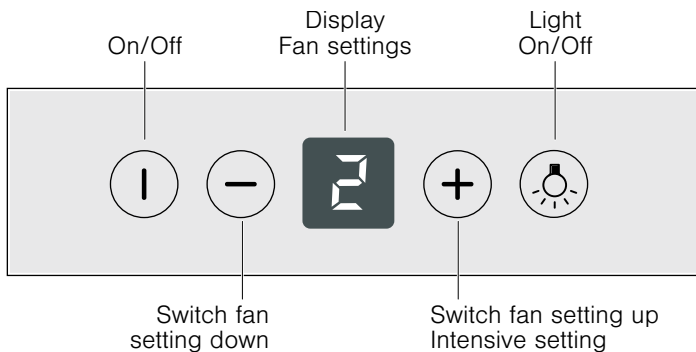 On/Off
Display
Fan settings
Light
On/Off
2
Switch fan
setting down
Switch fan setting up
Intensive setting